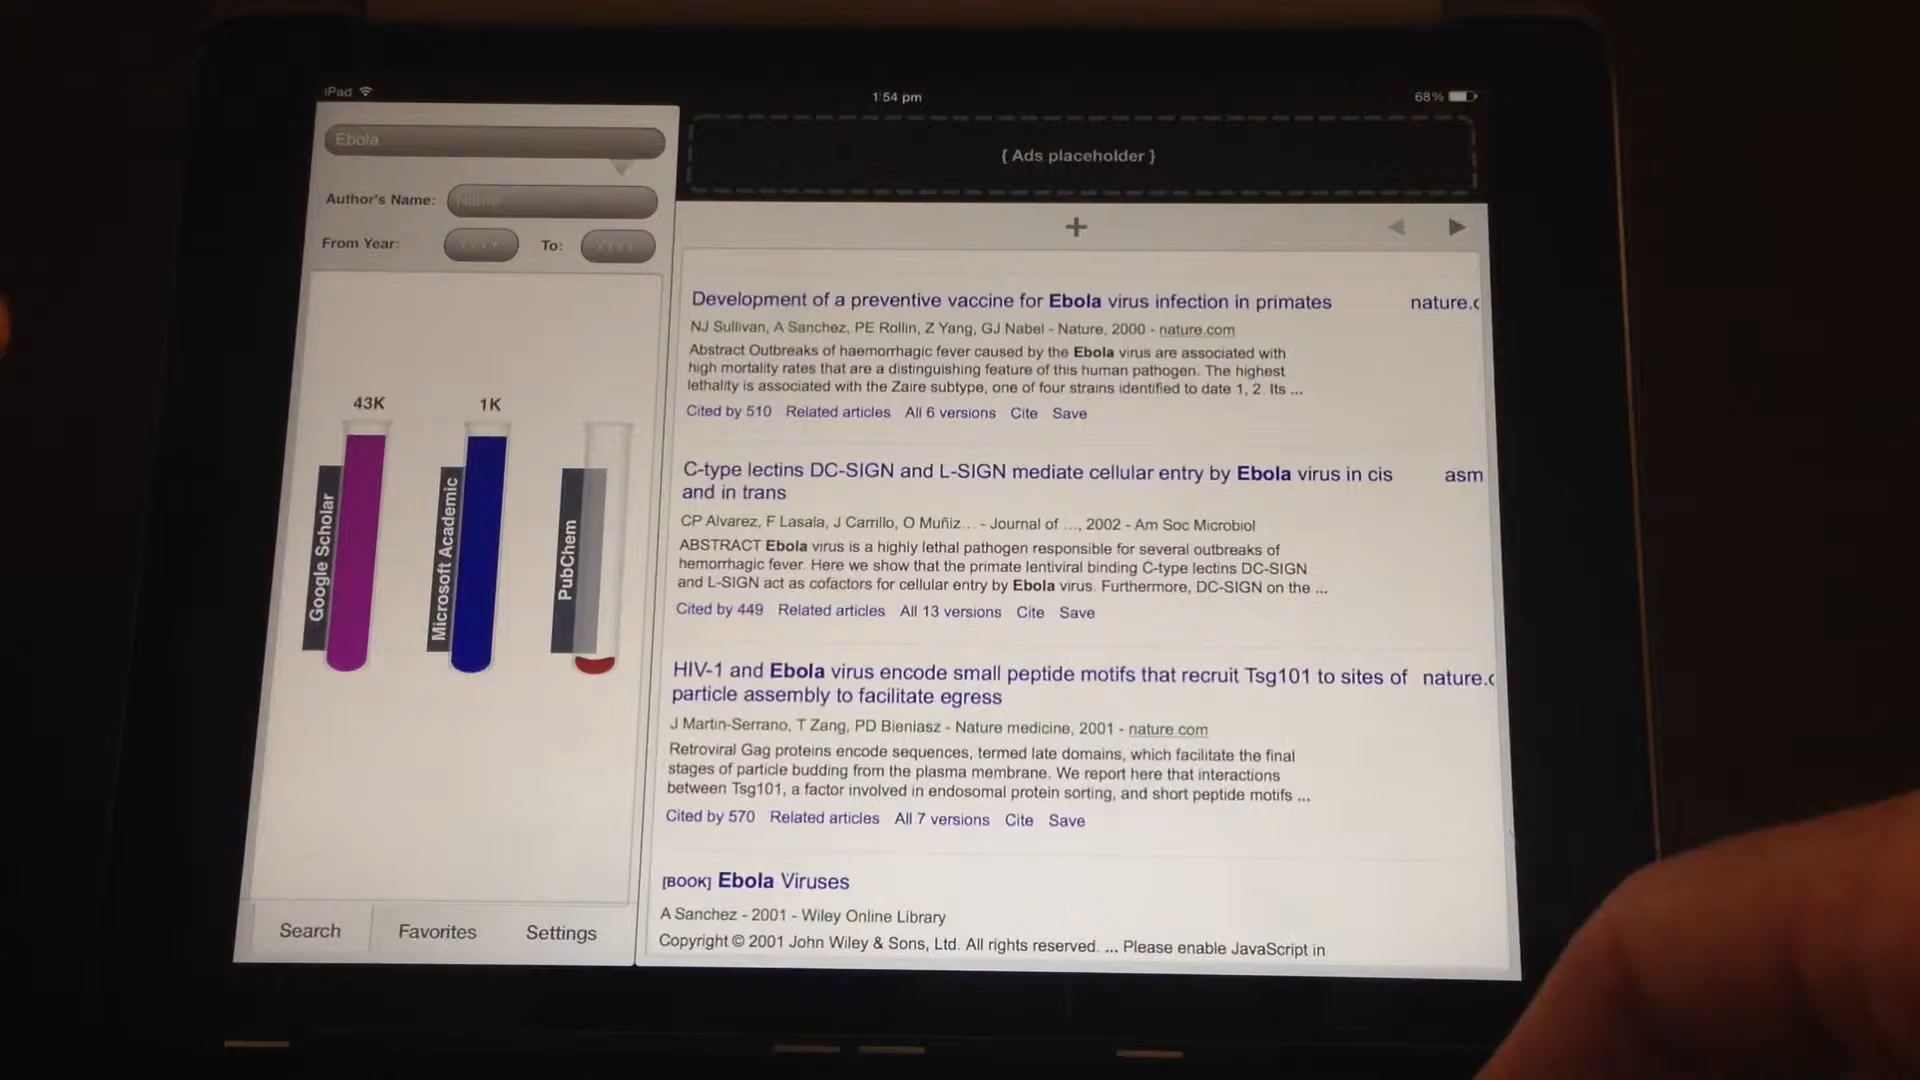 iPad
1:54 pm
68%
Ebola
Author's Name:
Name
From Year:
To:
43K
1K
Google Scholar
Microsoft Academic
PubChem
Search
Favorites
Settings
{ Ads placeholder }
+
Development of a preventive vaccine for Ebola virus infection in primates
nature.c
NJ Sullivan, A Sanchez, PE Rollin, Z Yang, GJ Nabel - Nature, 2000 - nature.com
Abstract Outbreaks of haemorrhagic fever caused by the Ebola virus are associated with
high mortality rates that are a distinguishing feature of this human pathogen. The highest
lethality is associated with the Zaire subtype, one of four strains identified to date 1, 2. Its ...
Cited by 510 Related articles All 6 versions Cite Save
C-type lectins DC-SIGN and L-SIGN mediate cellular entry by Ebola virus in cis
asm
and in trans
CP Alvarez, F Lasala, J Carrillo, O Muñiz... - Journal of ..., 2002 - Am Soc Microbiol
ABSTRACT Ebola virus is a highly lethal pathogen responsible for several outbreaks of
hemorrhagic fever. Here we show that the primate lentiviral binding C-type lectins DC-SIGN
and L-SIGN act as cofactors for cellular entry by Ebola virus. Furthermore, DC-SIGN on the ...
Cited by 449 Related articles All 13 versions Cite Save
HIV-1 and Ebola virus encode small peptide motifs that recruit Tsg101 to sites of
nature.c
particle assembly to facilitate egress
J Martin-Serrano, T Zang, PD Bieniasz - Nature medicine, 2001 - nature.com
Retroviral Gag proteins encode sequences, termed late domains, which facilitate the final
stages of particle budding from the plasma membrane. We report here that interactions
between Tsg101, a factor involved in endosomal protein sorting, and short peptide motifs ...
Cited by 570 Related articles All 7 versions Cite Save
[BOOK] Ebola Viruses
A Sanchez - 2001 - Wiley Online Library
Copyright © 2001 John Wiley & Sons, Ltd. All rights reserved. ... Please enable JavaScript in